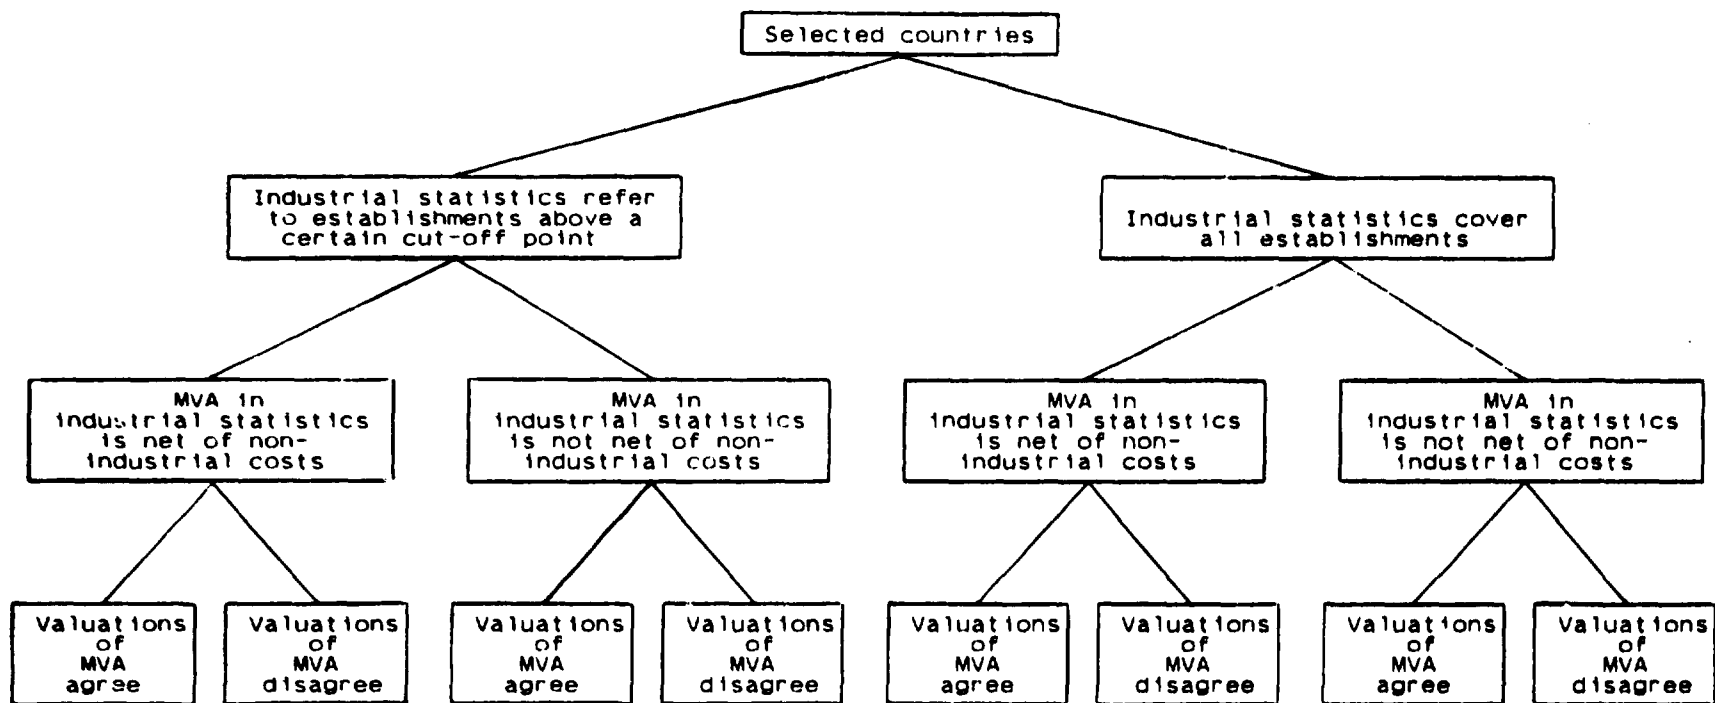 Selected countries
Industrial statistics refer
to establishments above a
certain cut-off point
Industrial statistics cover
all establishments
MVA in
industrial statistics
is net of non-
industrial costs
MVA in
industrial statistics
is not net of non-
industrial costs
MVA in
industrial statistics
is net of non-
industrial costs
MVA in
industrial statistics
is not net of non-
industrial costs
Valuations
of
MVA
agree
Valuations
of
MVA
disagree
Valuations
of
MVA
agree
Valuations
of
MVA
disagree
Valuations
of
MVA
agree
Valuations
of
MVA
disagree
Valuations
of
MVA
agree
Valuations
of
MVA
disagree